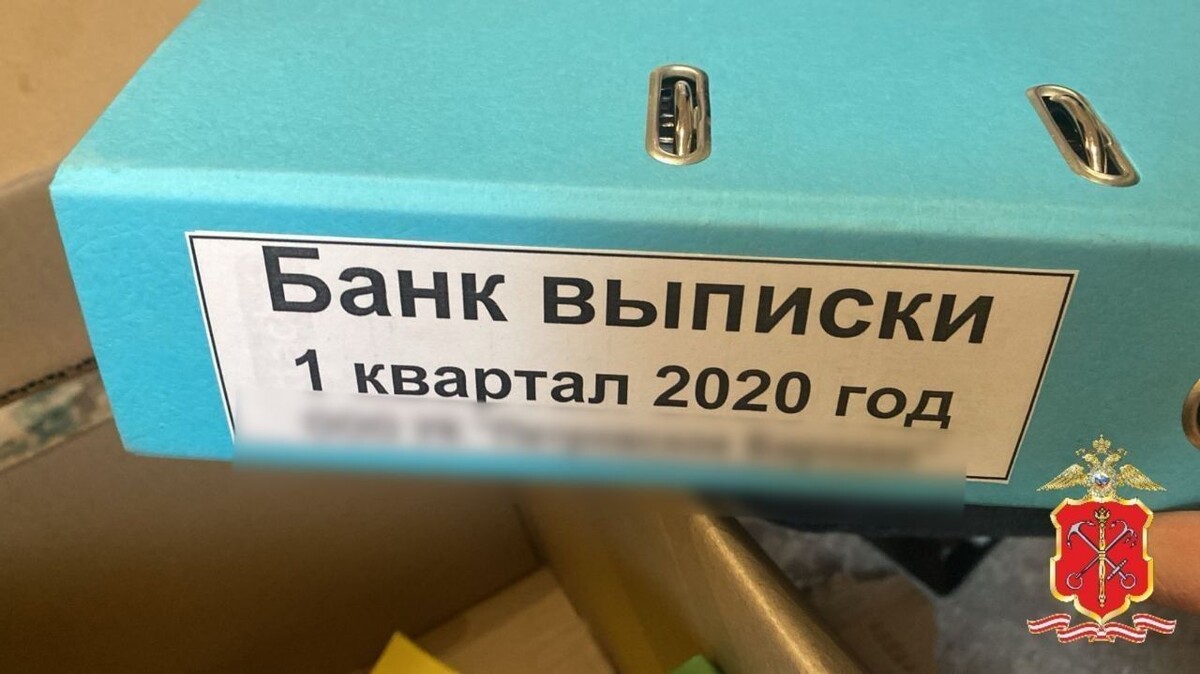 Банк выписки
1 квартал 2020 год